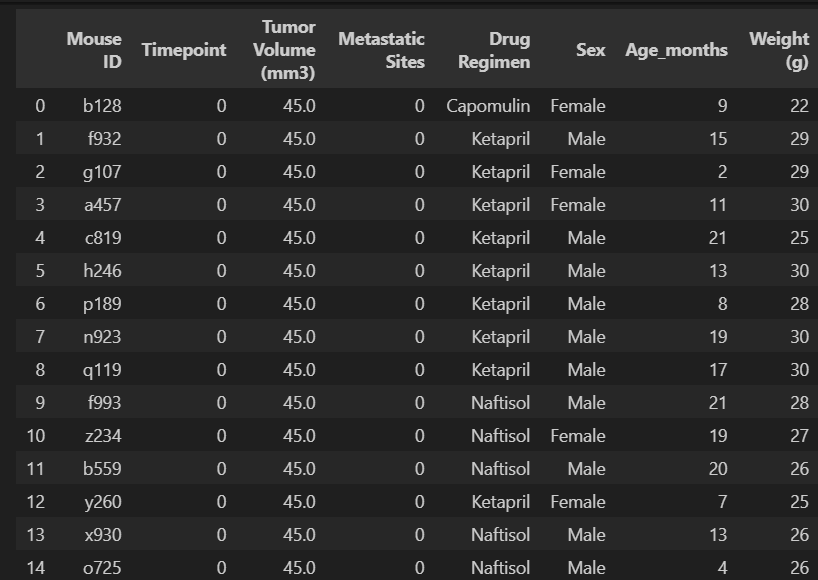 Mouse ID Timepoint Tumor Volume (mm3) Metastatic Sites Drug Regimen Sex Age_months Weight (g)
0 b128 0 45.0 0 Capomulin Female 9 22
1 f932 0 45.0 0 Ketapril Male 15 29
2 g107 0 45.0 0 Ketapril Female 2 29
3 a457 0 45.0 0 Ketapril Female 11 30
4 c819 0 45.0 0 Ketapril Male 21 25
5 h246 0 45.0 0 Ketapril Male 13 30
6 p189 0 45.0 0 Ketapril Male 8 28
7 n923 0 45.0 0 Ketapril Male 19 30
8 q119 0 45.0 0 Ketapril Male 17 30
9 f993 0 45.0 0 Naftisol Male 21 28
10 z234 0 45.0 0 Naftisol Female 19 27
11 b559 0 45.0 0 Naftisol Male 20 26
12 y260 0 45.0 0 Ketapril Female 7 25
13 x930 0 45.0 0 Naftisol Male 13 26
14 o725 0 45.0 0 Naftisol Male 4 26